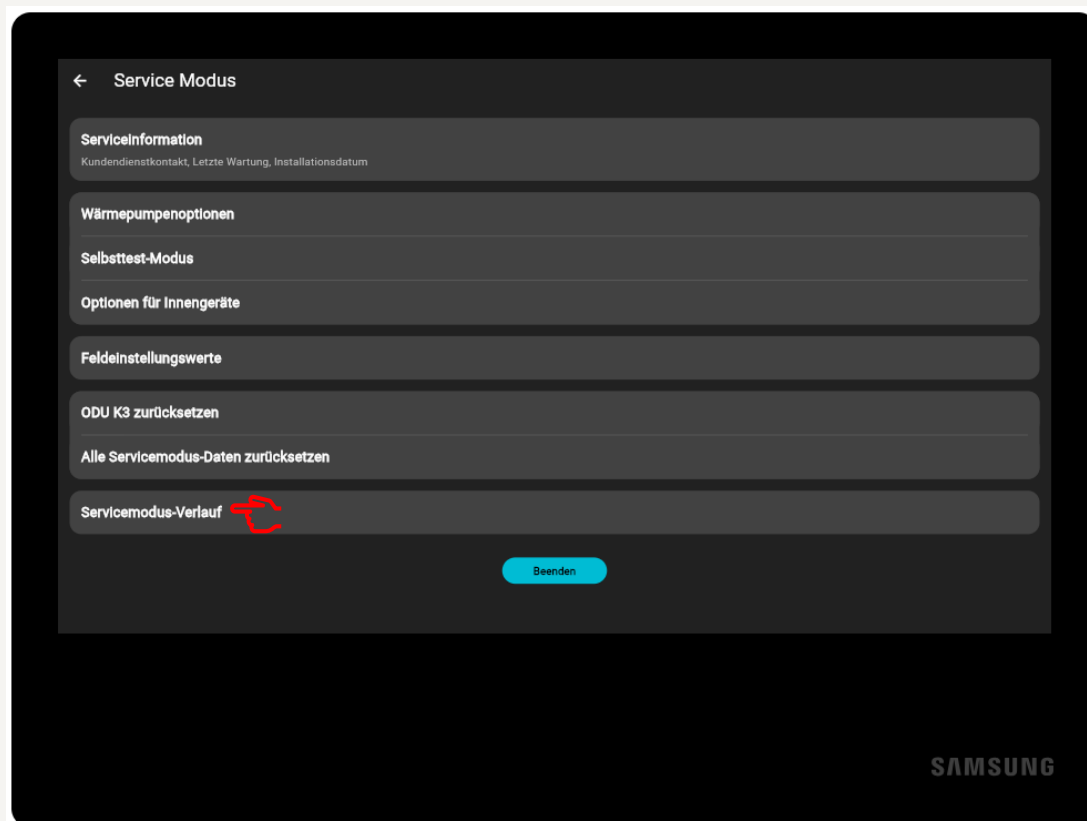 Service Modus
Serviceinformation
Kundendienstkontakt, Letzte Wartung, Installationsdatum
Wärmepumpenoptionen
Selbsttest-Modus
Optionen für Innengeräte
Feldeinstellungswerte
ODU K3 zurücksetzen
Alle Servicemodus-Daten zurücksetzen
Servicemodus-Verlauf
Beenden
SAMSUNG